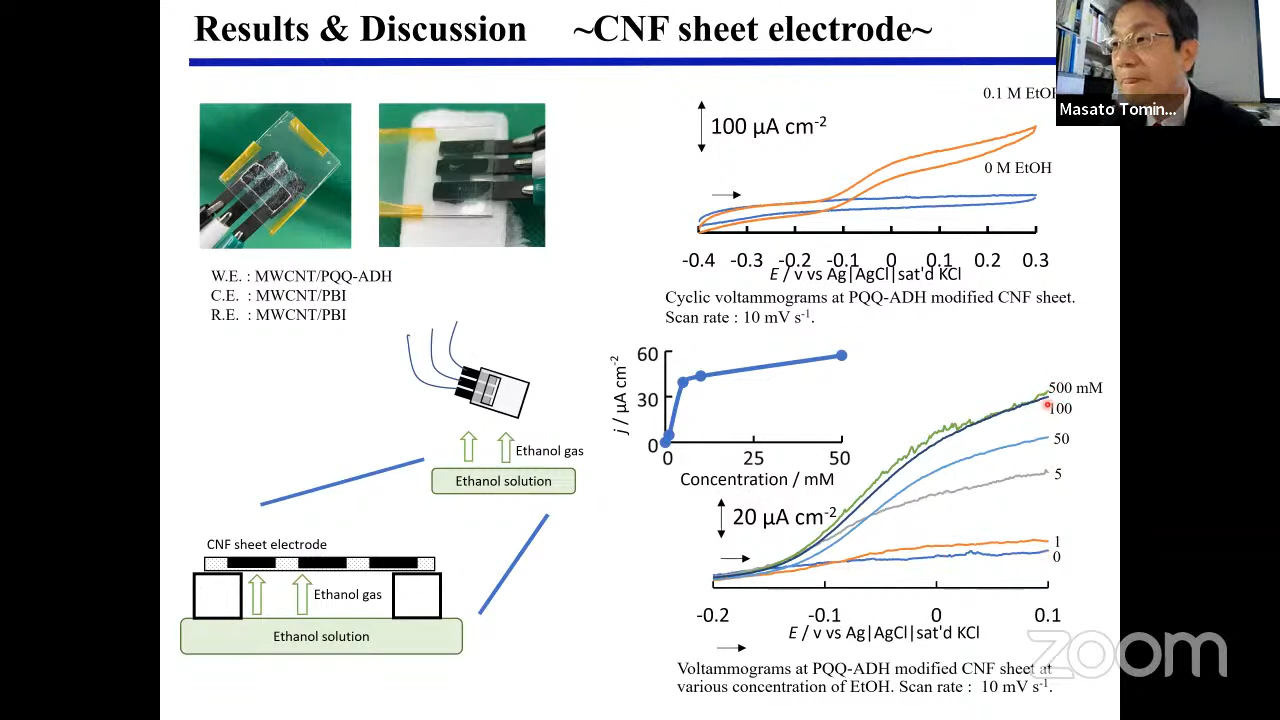 Results & Discussion ~CNF sheet electrode~
Masato Tomin...
0.1 M EtOH
100 µA cm-2
0 M EtOH
-0.4 -0.3 -0.2 -0.1 0 0.1 0.2 0.3
E / v vs Ag|AgCl|sat'd KCl
Cyclic voltammograms at PQQ-ADH modified CNF sheet.
Scan rate : 10 mV s-1.
W.E. : MWCNT/PQQ-ADH
C.E. : MWCNT/PBI
R.E. : MWCNT/PBI
Ethanol gas
Ethanol solution
CNF sheet electrode
Ethanol gas
Ethanol solution
60
30
0
j / µA cm-2
0 25 50
Concentration / mM
500 mM
100
50
5
1
0
20 µA cm-2
-0.2 -0.1 0 0.1
E / v vs Ag|AgCl|sat'd KCl
Voltammograms at PQQ-ADH modified CNF sheet at
various concentration of EtOH. Scan rate : 10 mV s-1.
zoom